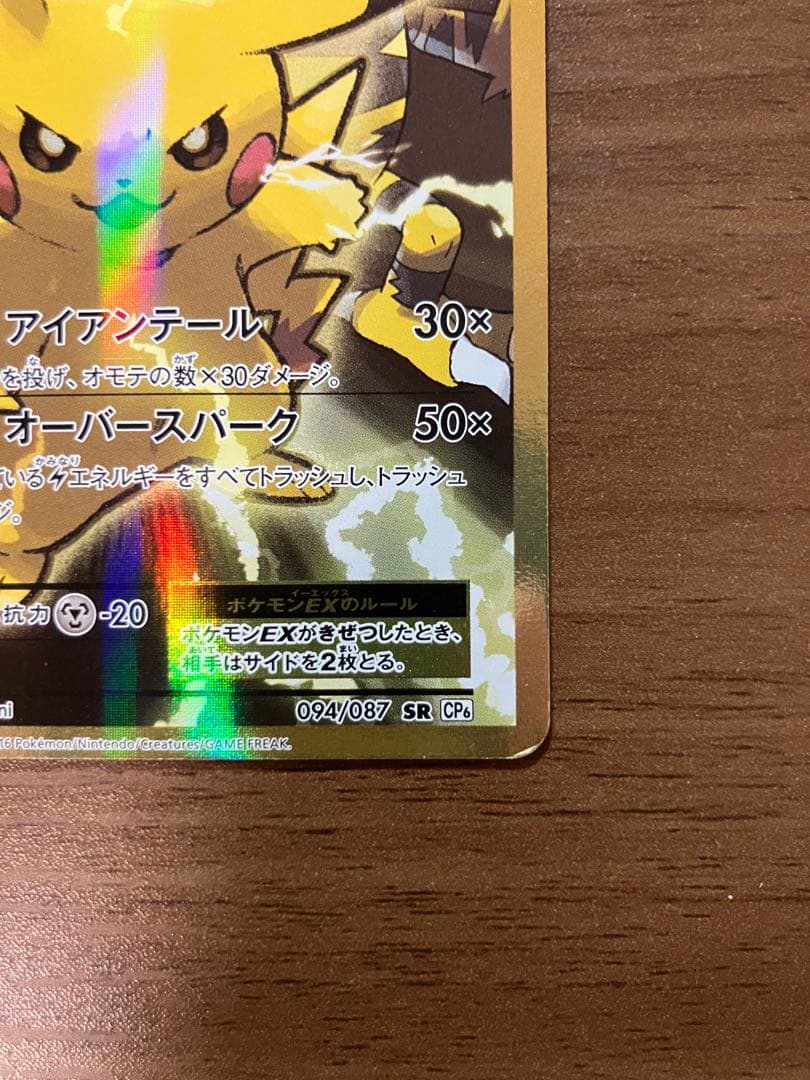 アイアンテール 30×
を投げ、オモテの数×30ダメージ。
オーバースパーク 50×
ているエネルギーをすべてトラッシュし、トラッシュ
ジ。
抗力 -20
ポケモンEXのルール
ポケモンEXがきぜつしたとき、
相手はサイドを2枚とる。
ni 094/087 SR CP6
16 Pokémon/Nintendo/Creatures/GAME FREAK.